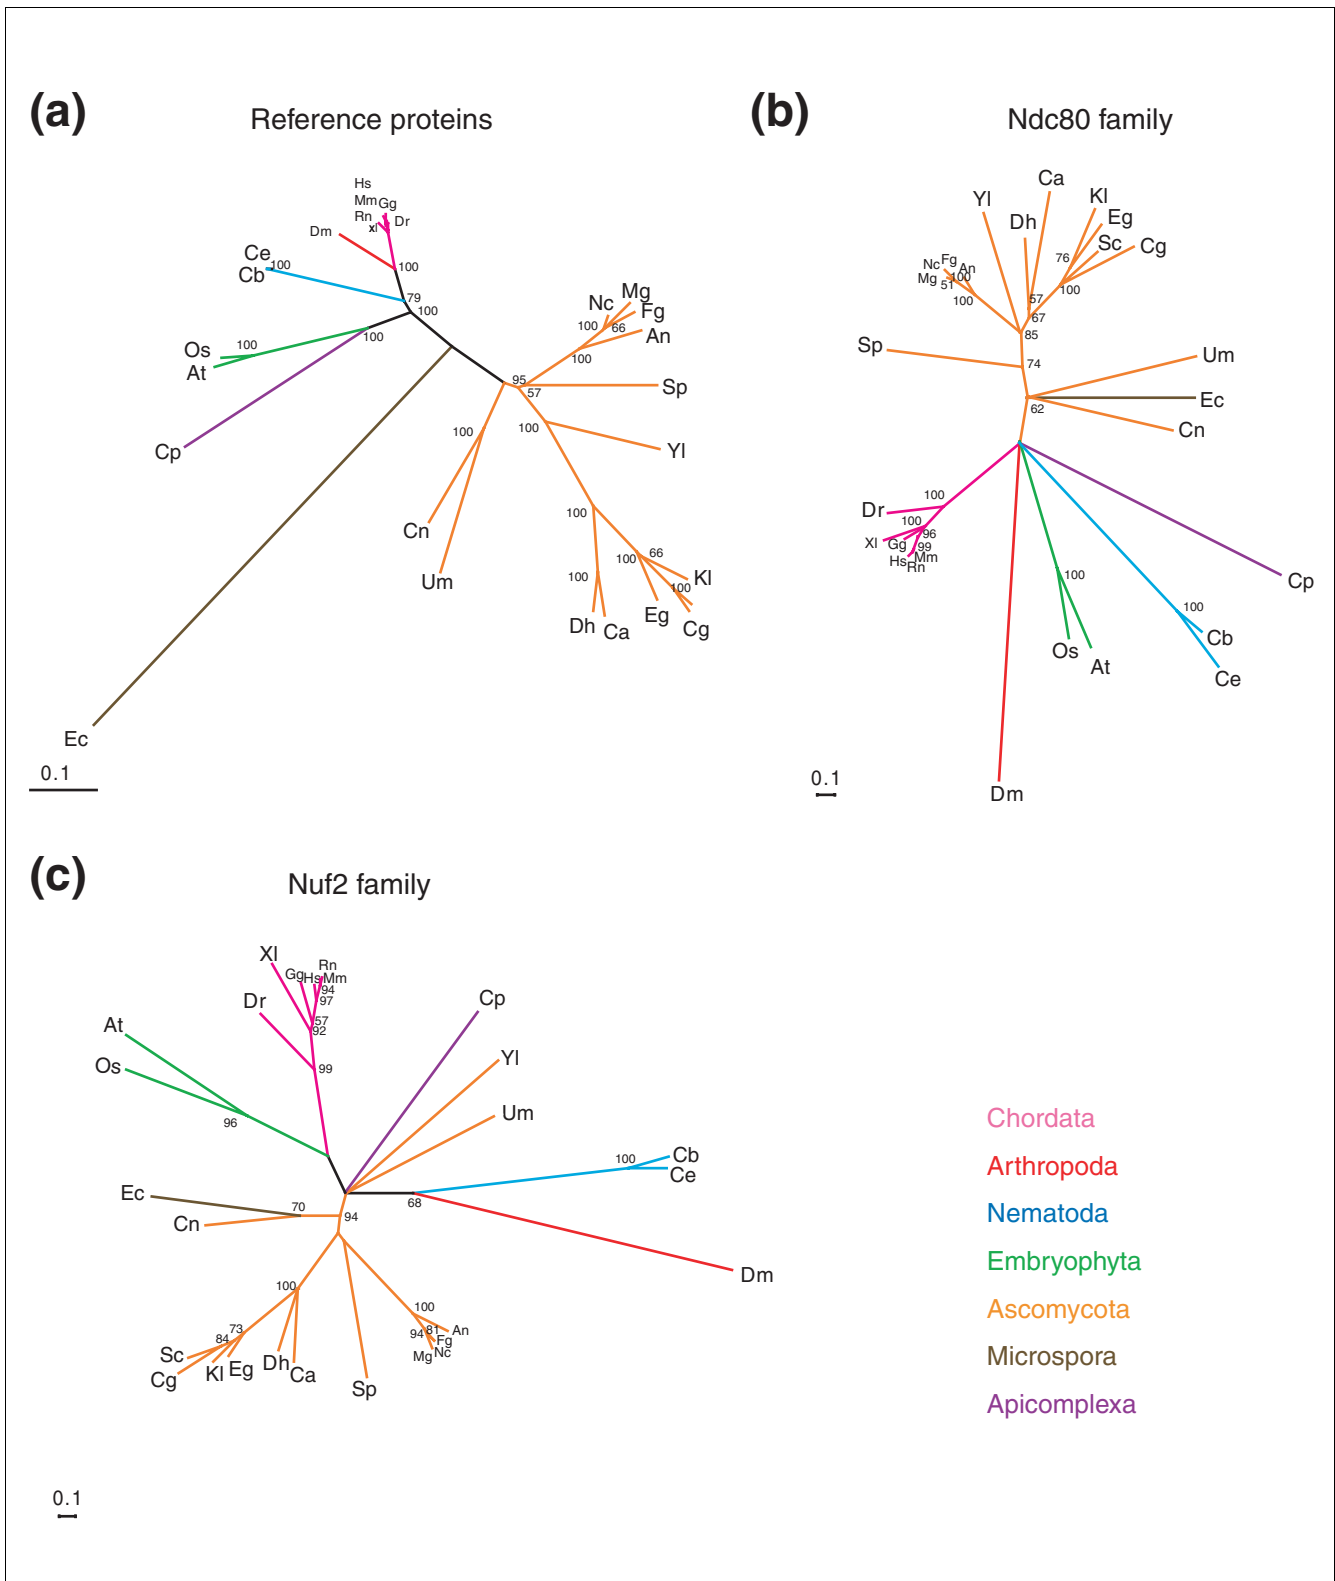 (a)
Reference proteins
Hs
Mm Gg
Rn Dr
xl
Dm
100
Ce
Cb 100
79
100
100
Os 100
At
Cp
Mg
Nc Fg
100 66
An
100
95
Sp
57
100
Yl
100
Cn
Um
100
66
100
Kl
100
100
Dh Ca Eg Cg
Ec
0.1
(b)
Ndc80 family
Ca
Yl Kl
Dh Eg
Sc Cg
76
Nc Fg An
Mg 51 100
100
100
57
67
85
Sp
74
Um
Ec
62
Cn
Dr 100
100
Xl Gg 96
99
Hs Rn Mm
100
Cp
100
Cb
Os At
Ce
Dm
0.1
(c)
Nuf2 family
Xl
Gg Hs Rn Mm
94
97
Dr
57
92
99
Cp
At
Os
96
Yl
Um
100 Cb
Ce
68
Dm
Ec
70
Cn
94
100
73
84
Sc
Cg Kl Eg Dh Ca
Sp
100
94 81 An
Fg
Mg Nc
0.1
Chordata
Arthropoda
Nematoda
Embryophyta
Ascomycota
Microspora
Apicomplexa